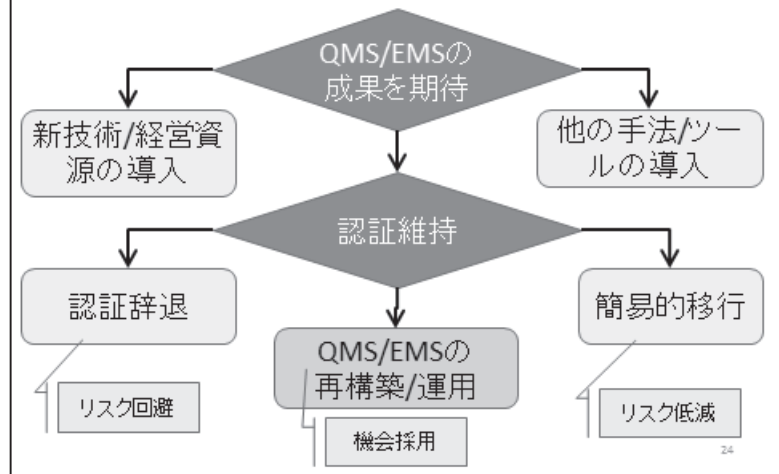 QMS/EMSの
成果を期待
新技術/経営資
源の導入
他の手法/ツー
ルの導入
認証維持
認証辞退
簡易的移行
QMS/EMSの
再構築/運用
リスク回避
リスク低減
機会採用
24